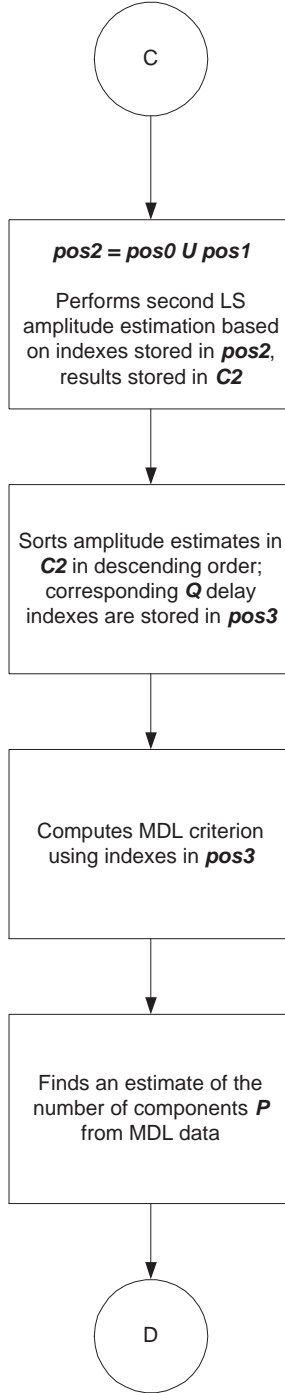 C
pos2 = pos0 U pos1
Performs second LS
amplitude estimation based
on indexes stored in pos2,
results stored in C2
Sorts amplitude estimates in
C2 in descending order;
corresponding Q delay
indexes are stored in pos3
Computes MDL criterion
using indexes in pos3
Finds an estimate of the
number of components P
from MDL data
D